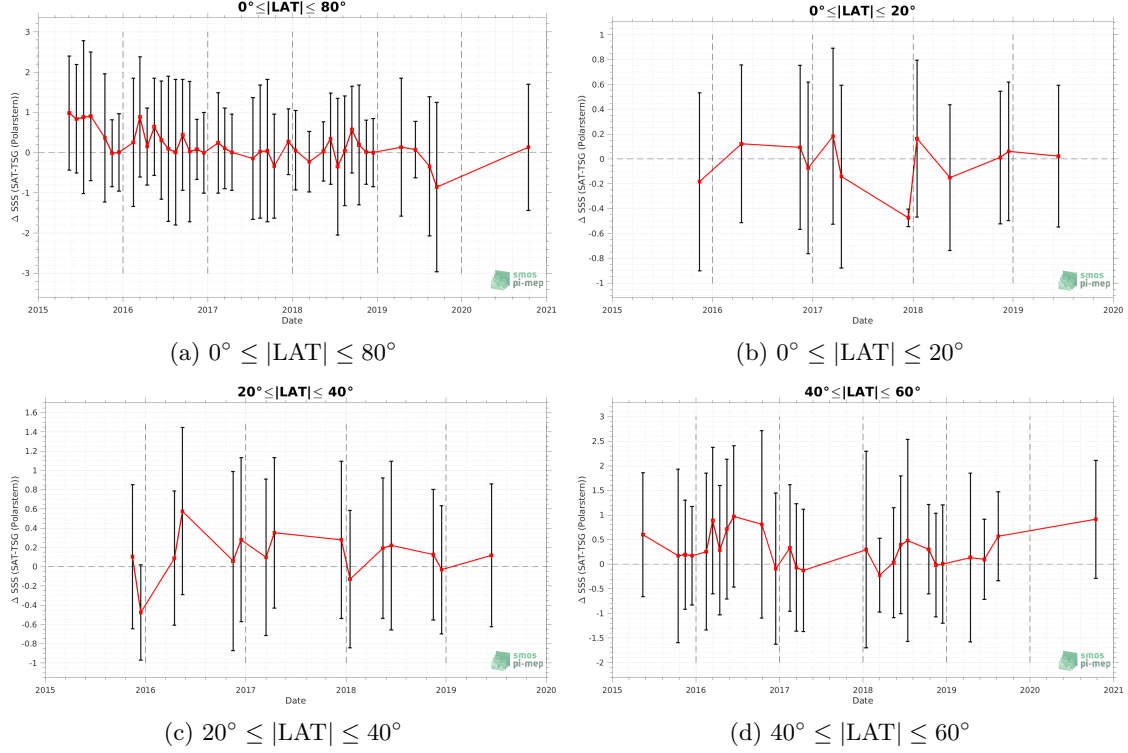 0°≤|LAT|≤ 80°
Δ SSS (SAT-TSG (Polarstern))
3
2
1
0
-1
-2
-3
2015 2016 2017 2018 2019 2020 2021
Date
smos
pi-mep
(a) 0° ≤ |LAT| ≤ 80°
0°≤|LAT|≤ 20°
Δ SSS (SAT-TSG (Polarstern))
1
0.8
0.6
0.4
0.2
0
-0.2
-0.4
-0.6
-0.8
-1
2015 2016 2017 2018 2019 2020
Date
smos
pi-mep
(b) 0° ≤ |LAT| ≤ 20°
20°≤|LAT|≤ 40°
Δ SSS (SAT-TSG (Polarstern))
1.6
1.4
1.2
1
0.8
0.6
0.4
0.2
0
-0.2
-0.4
-0.6
-0.8
-1
2015 2016 2017 2018 2019 2020
Date
smos
pi-mep
(c) 20° ≤ |LAT| ≤ 40°
40°≤|LAT|≤ 60°
Δ SSS (SAT-TSG (Polarstern))
3
2.5
2
1.5
1
0.5
0
-0.5
-1
-1.5
-2
2015 2016 2017 2018 2019 2020 2021
Date
smos
pi-mep
(d) 40° ≤ |LAT| ≤ 60°